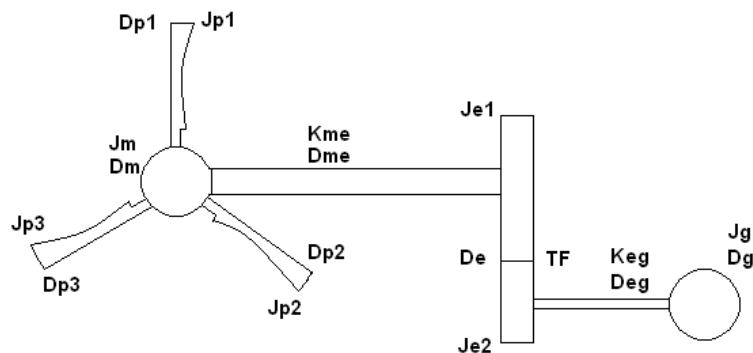 Dp1 Jp1
Je1
Kme
Dme
Jm
Dm
Jp3
Dp3
Dp2
Jp2
De TF
Keg
Deg
Jg
Dg
Je2